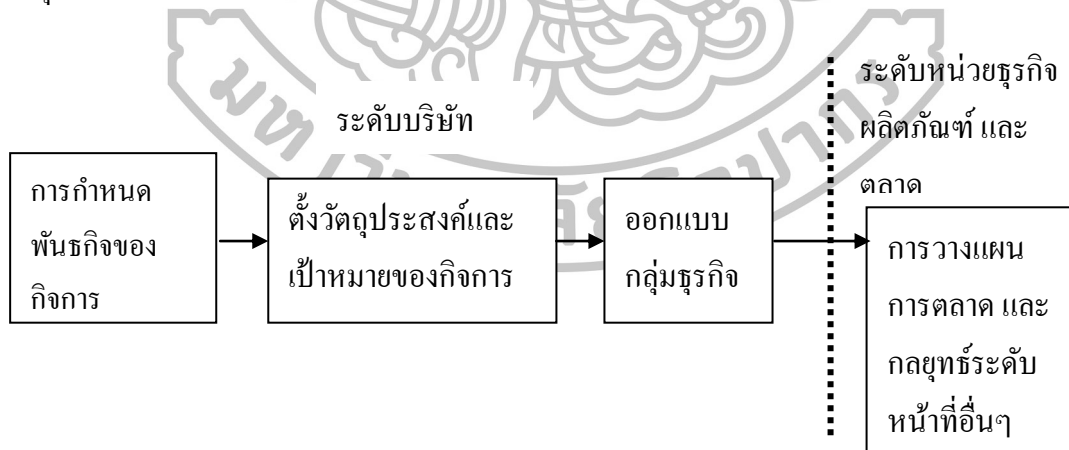 ระดับบริษัท
ระดับหน่วยธุรกิจ
ผลิตภัณฑ์ และ
ตลาด
การกำหนด
พันธกิจของ
กิจการ
ตั้งวัตถุประสงค์และ
เป้าหมายของกิจการ
ออกแบบ
กลุ่มธุรกิจ
การวางแผน
การตลาด และ
กลยุทธ์ระดับ
หน้าที่อื่นๆ